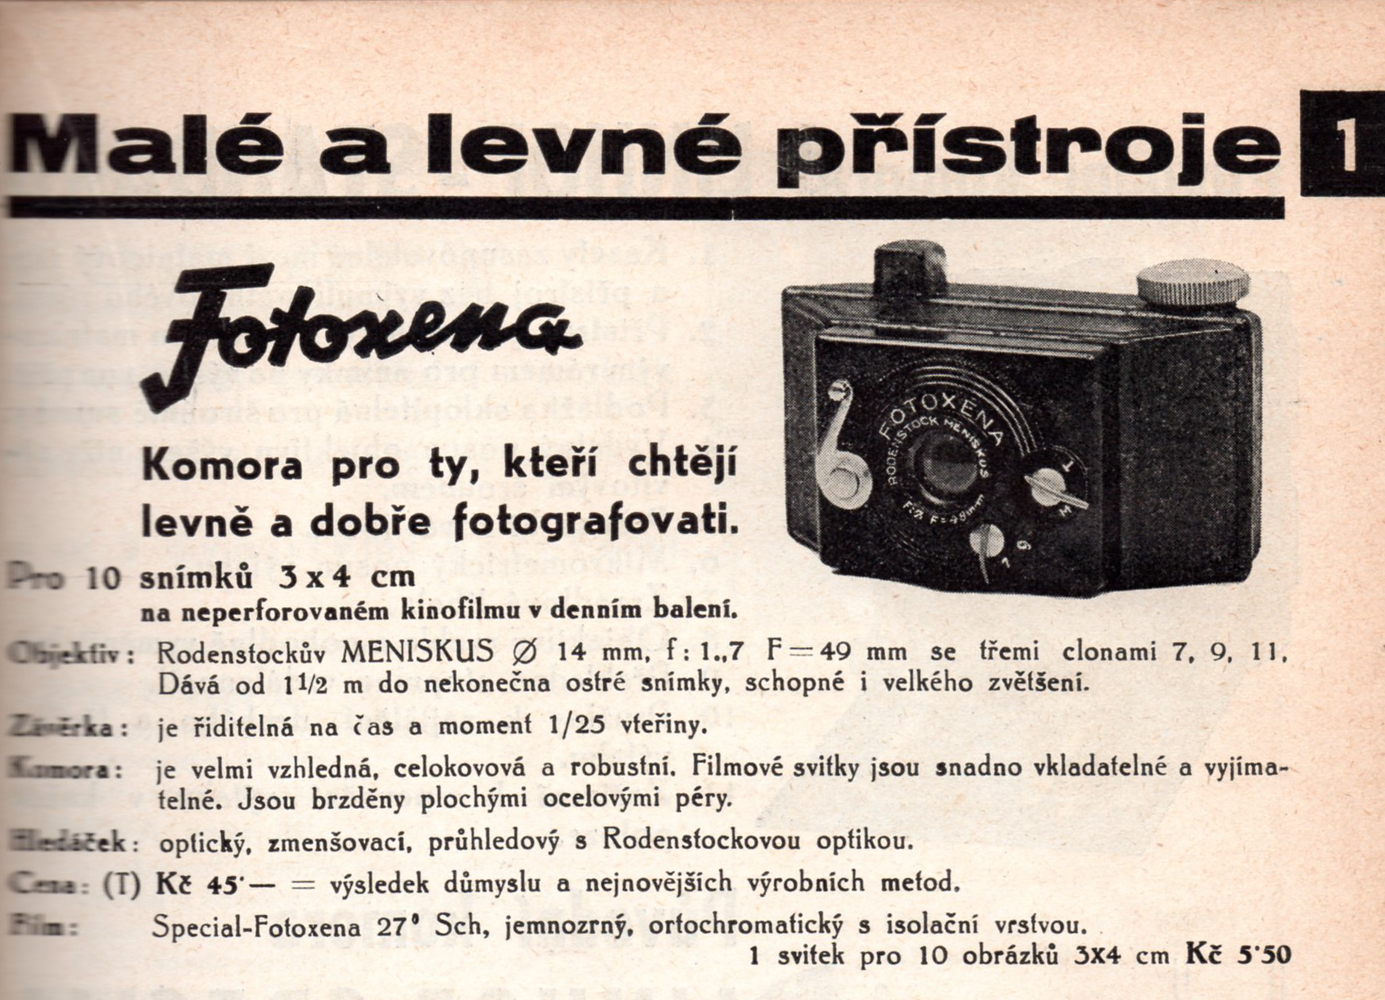 Malé a levné přístroje 1
Fotoxena
Komora pro ty, kteří chtějí
levně a dobře fotografovati.
Pro 10 snímků 3 x 4 cm
na neperforovaném kinofilmu v denním balení.
Objektiv: Rodenstockův MENISKUS Ø 14 mm, f: 1.,7 F=49 mm se třemi clonami 7, 9, 11,
Dává od 1 1/2 m do nekonečna ostré snímky, schopné i velkého zvětšení.
Závěrka: je řiditelná na čas a moment 1/25 vteřiny.
Komora: je velmi vzhledná, celokovová a robustní. Filmové svitky jsou snadno vkladatelné a vyjíma-
telné. Jsou brzděny plochými ocelovými péry.
Hledáček: optický, zmenšovací, průhledový s Rodenstockovou optikou.
Cena: (T) Kč 45·— = výsledek důmyslu a nejnovějších výrobních metod.
Film: Special-Fotoxena 27° Sch, jemnozrný, ortochromatický s isolační vrstvou.
1 svitek pro 10 obrázků 3X4 cm Kč 5·50
FOTOXENA
RODENSTOCK MENISKUS
T
M
9
7